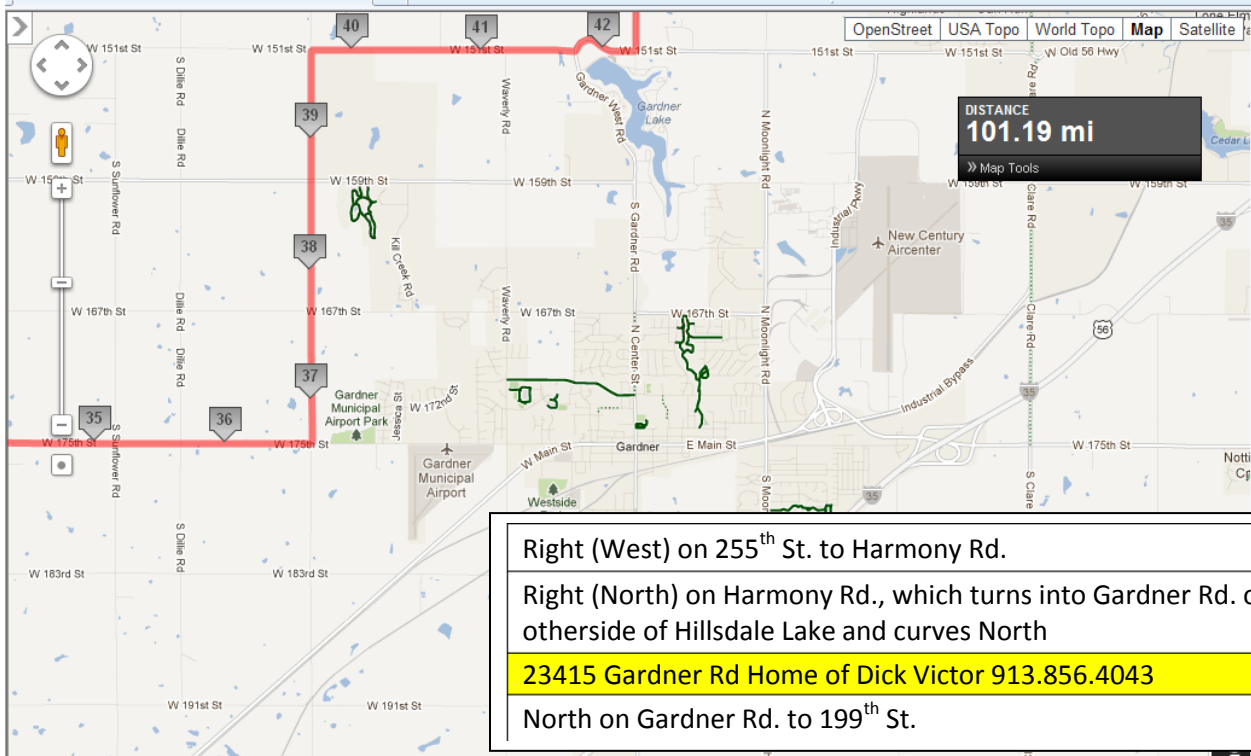 40
41
42
OpenStreet
USA Topo
World Topo
Map
Satellite
W 151st St
W 151st St
W 151st St
W 151st St
151st St
W 151st St
W Old 56 Hwy
S Dillie Rd
Dillie Rd
Waverly Rd
Gardner West Rd
Gardner
Lake
N Moonlight Rd
DISTANCE
101.19 mi
» Map Tools
Cedar L
39
W 159th St
W 159th St
W 159th St
W 159th St
W 159th St
S Sunflower Rd
Clare Rd
Industrial Pkwy
35
S Gardner Rd
New Century
Aircenter
38
Kill Creek Rd
Dillie Rd
Dillie Rd
Waverly Rd
W 167th St
W 167th St
W 167th St
W 167th St
N Center St
N Moonlight Rd
Clare Rd
56
37
Gardner
Municipal
Airport Park
Jessica St
W 172nd St
Industrial Bypass
35
35
36
W 175th St
W 175th St
W Main St
Gardner
E Main St
W 175th St
S Sunflower Rd
Gardner
Municipal
Airport
Westside
S Moon
S Clare
35
Notti
S Dillie Rd
W 183rd St
W 183rd St
W 191st St
W 191st St
Right (West) on 255th St. to Harmony Rd.
Right (North) on Harmony Rd., which turns into Gardner Rd. o
otherside of Hillsdale Lake and curves North
23415 Gardner Rd Home of Dick Victor 913.856.4043
North on Gardner Rd. to 199th St.